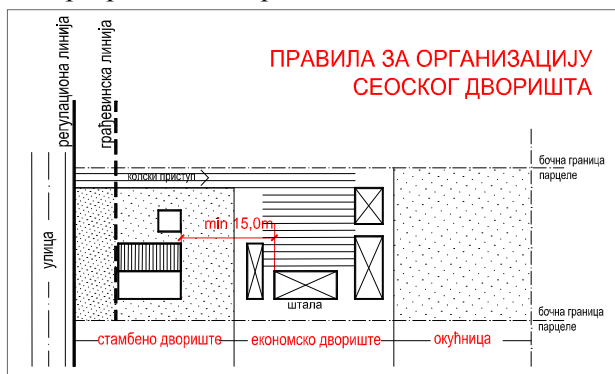 ПРАВИЛА ЗА ОРГАНИЗАЦИЈУ
СЕОСКОГ ДВОРИШТА
регулациона линија
грађевинска линија
бочна граница
парцеле
колски приступ
min 15,0m
улица
штала
бочна граница
парцеле
стамбено двориште
економско двориште
окућница